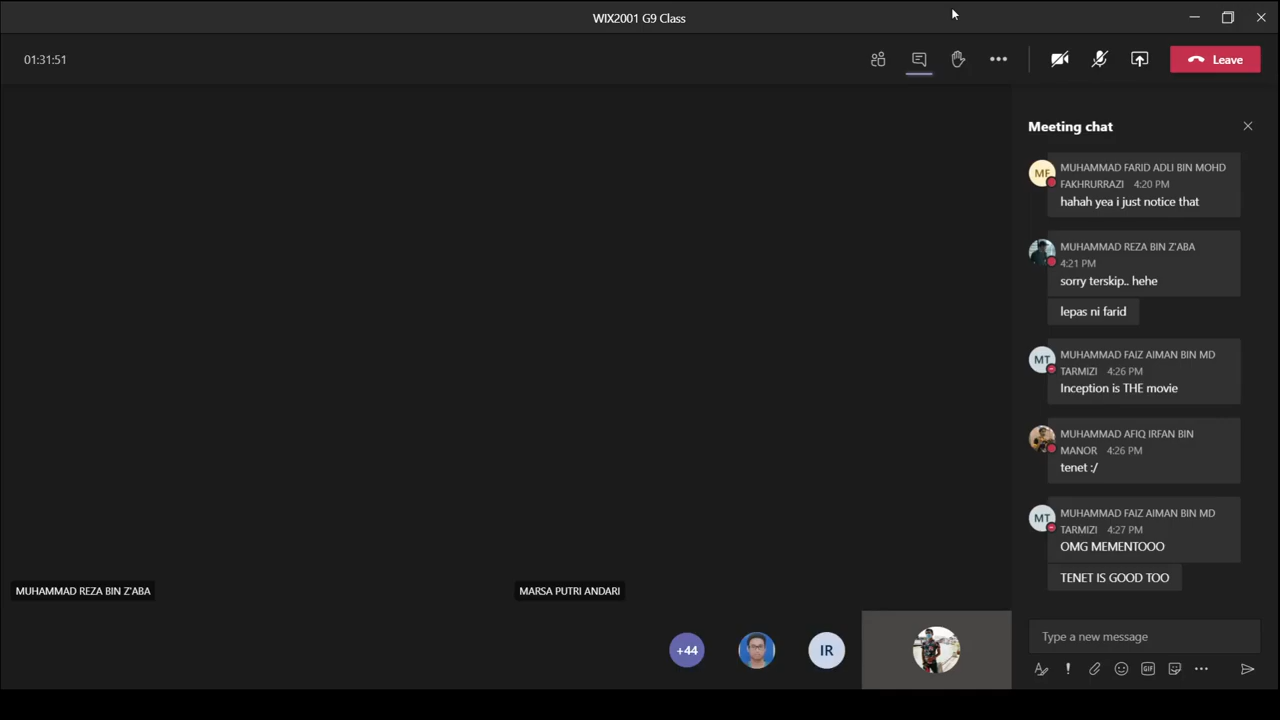 WIX2001 G9 Class
01:31:51
Leave
Meeting chat
MF
MUHAMMAD FARID ADLI BIN MOHD
FAKHRURRAZI 4:20 PM
hahah yea i just notice that
MUHAMMAD REZA BIN Z'ABA
4:21 PM
sorry terskip.. hehe
lepas ni farid
MT
MUHAMMAD FAIZ AIMAN BIN MD
TARMIZI 4:26 PM
Inception is THE movie
MUHAMMAD AFIQ IRFAN BIN
MANOR 4:26 PM
tenet :/
MT
MUHAMMAD FAIZ AIMAN BIN MD
TARMIZI 4:27 PM
OMG MEMENTOOO
TENET IS GOOD TOO
MUHAMMAD REZA BIN Z'ABA
MARSA PUTRI ANDARI
+44
IR
Type a new message
GIF